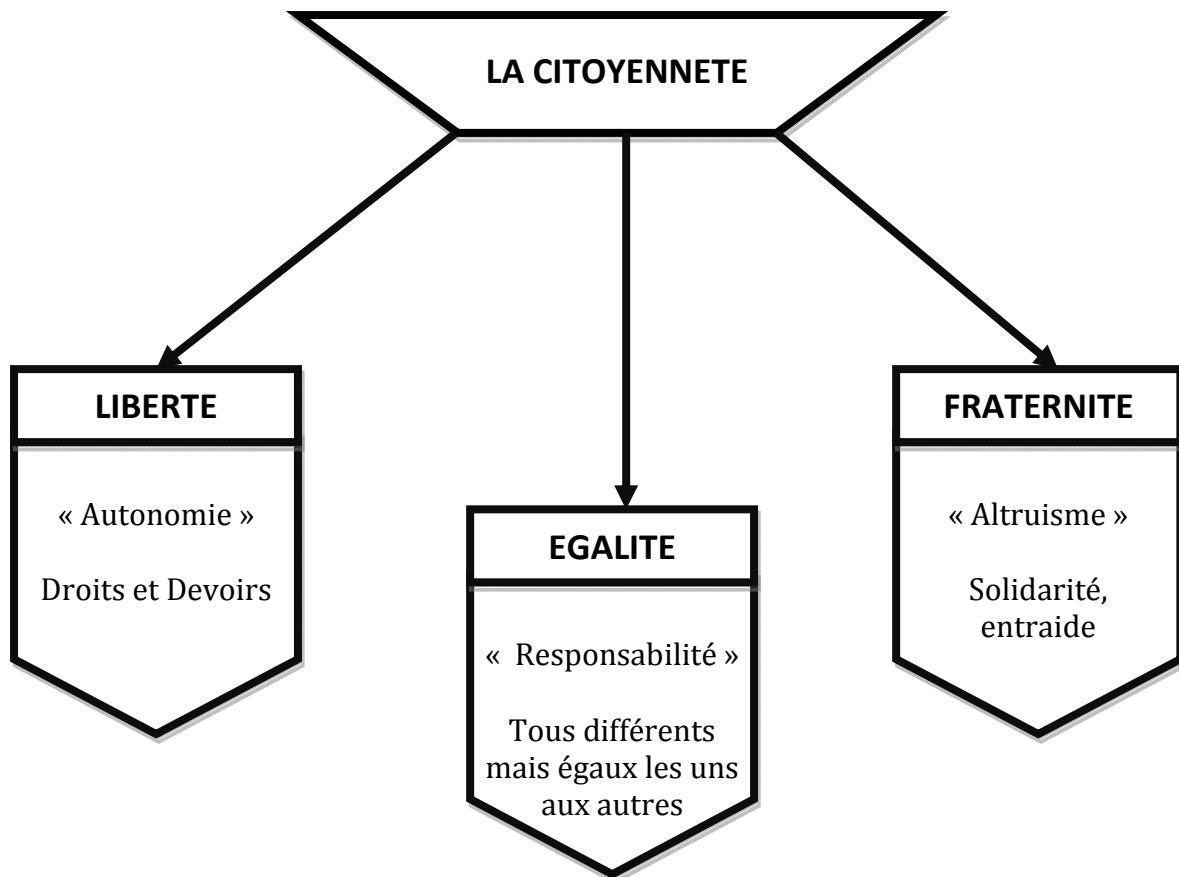 LA CITOYENNETE
LIBERTE
« Autonomie »
Droits et Devoirs
EGALITE
«  Responsabilité »
Tous différents
mais égaux les uns
aux autres
FRATERNITE
« Altruisme »
Solidarité,
entraide